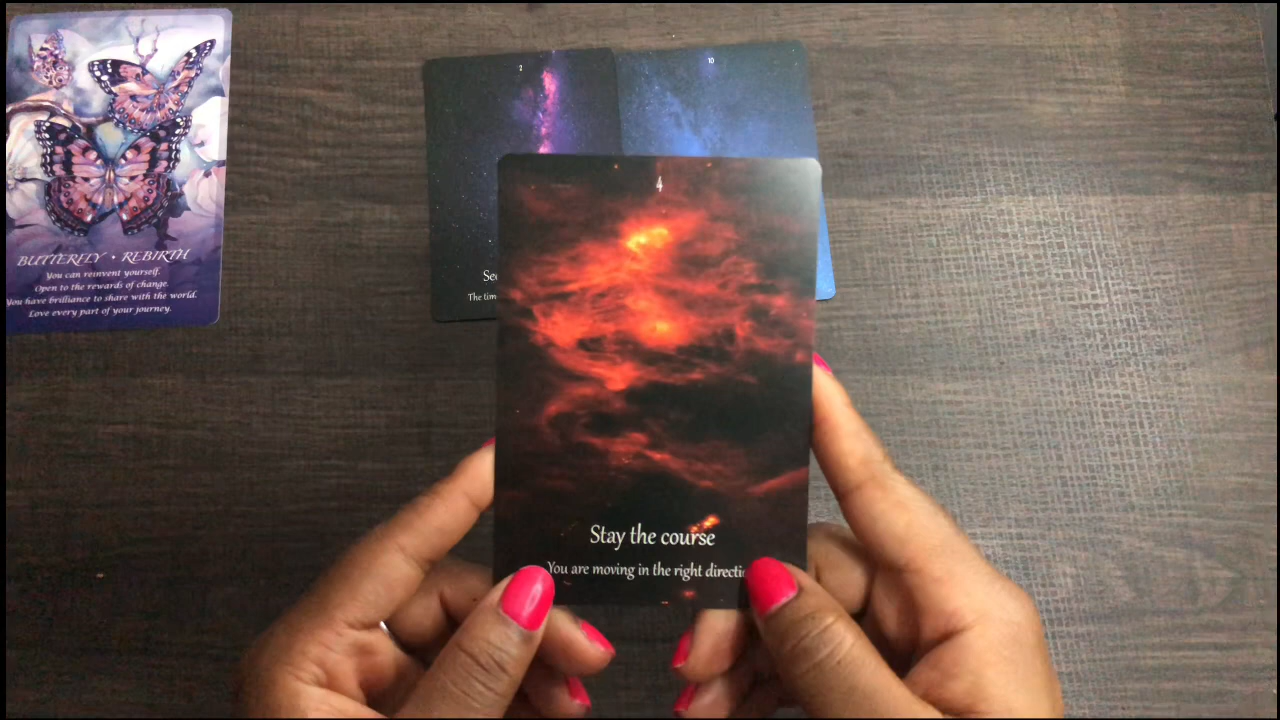 BUTTERFLY • REBIRTH
You can reinvent yourself.
Open to the rewards of change.
You have brilliance to share with the world.
Love every part of your journey.
2
10
The
4
Stay the course
You are moving in the right